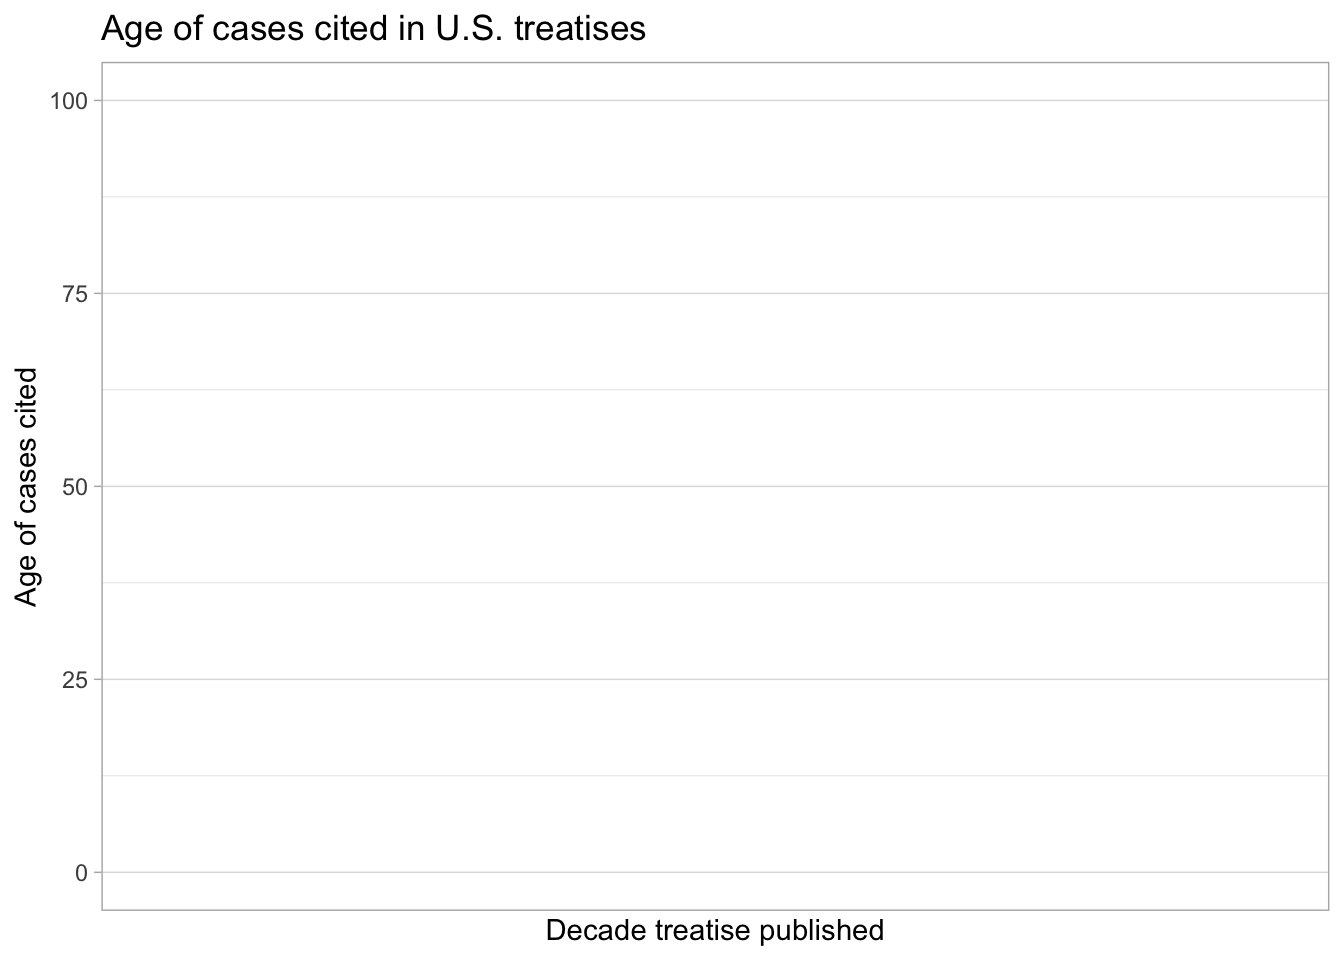 Age of cases cited in U.S. treatises
100
75
50
25
0
Age of cases cited
Decade treatise published